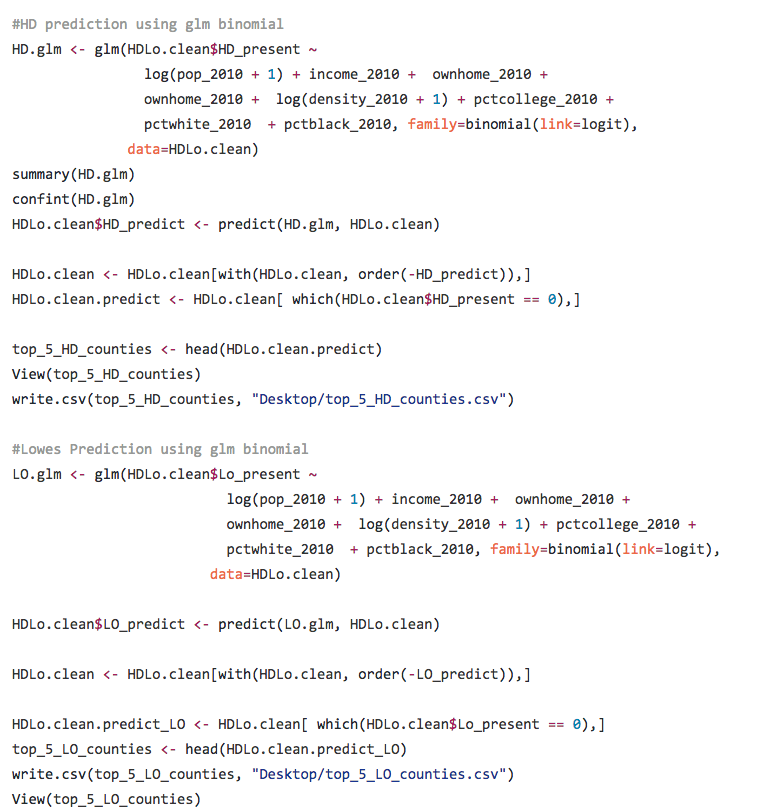 #HD prediction using glm binomial
HD.glm <- glm(HDLo.clean$HD_present ~
log(pop_2010 + 1) + income_2010 +  ownhome_2010 +
ownhome_2010 +  log(density_2010 + 1) + pctcollege_2010 +
pctwhite_2010  + pctblack_2010, family=binomial(link=logit),
data=HDLo.clean)
summary(HD.glm)
confint(HD.glm)
HDLo.clean$HD_predict <- predict(HD.glm, HDLo.clean)
HDLo.clean <- HDLo.clean[with(HDLo.clean, order(-HD_predict)),]
HDLo.clean.predict <- HDLo.clean[ which(HDLo.clean$HD_present == 0),]
top_5_HD_counties <- head(HDLo.clean.predict)
View(top_5_HD_counties)
write.csv(top_5_HD_counties, "Desktop/top_5_HD_counties.csv")
#Lowes Prediction using glm binomial
LO.glm <- glm(HDLo.clean$Lo_present ~
log(pop_2010 + 1) + income_2010 +  ownhome_2010 +
ownhome_2010 +  log(density_2010 + 1) + pctcollege_2010 +
pctwhite_2010  + pctblack_2010, family=binomial(link=logit),
data=HDLo.clean)
HDLo.clean$LO_predict <- predict(LO.glm, HDLo.clean)
HDLo.clean <- HDLo.clean[with(HDLo.clean, order(-LO_predict)),]
HDLo.clean.predict_LO <- HDLo.clean[ which(HDLo.clean$Lo_present == 0),]
top_5_LO_counties <- head(HDLo.clean.predict_LO)
write.csv(top_5_LO_counties, "Desktop/top_5_LO_counties.csv")
View(top_5_LO_counties)